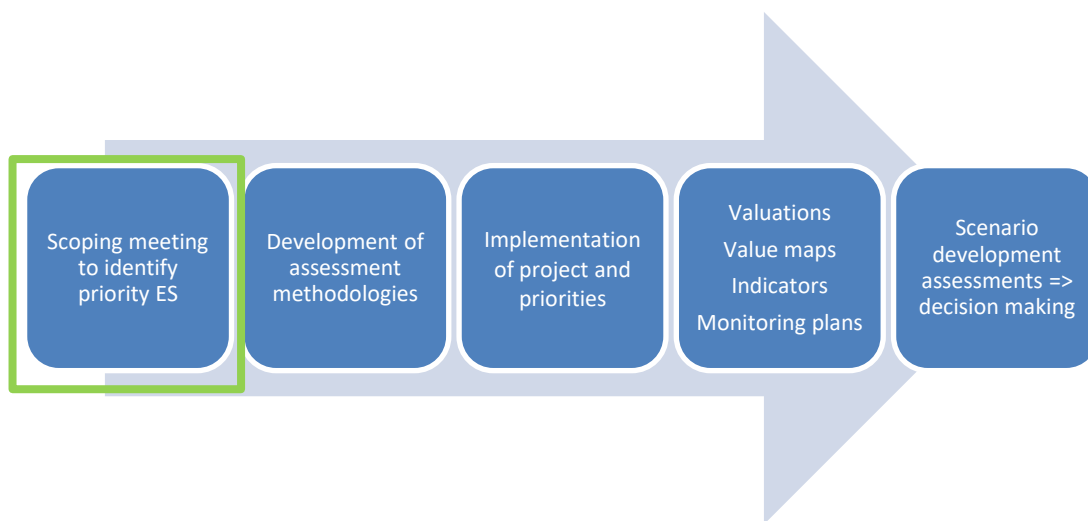 Scoping meeting
to identify
priority ES
Development of
assessment
methodologies
Implementation
of project and
priorities
Valuations
Value maps
Indicators
Monitoring plans
Scenario
development
assessments =>
decision making